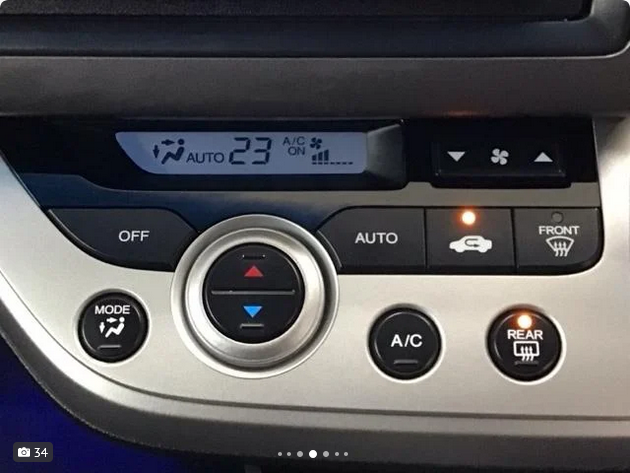 AUTO 23 A/C ON
OFF
AUTO
FRONT
MODE
A/C
REAR
34